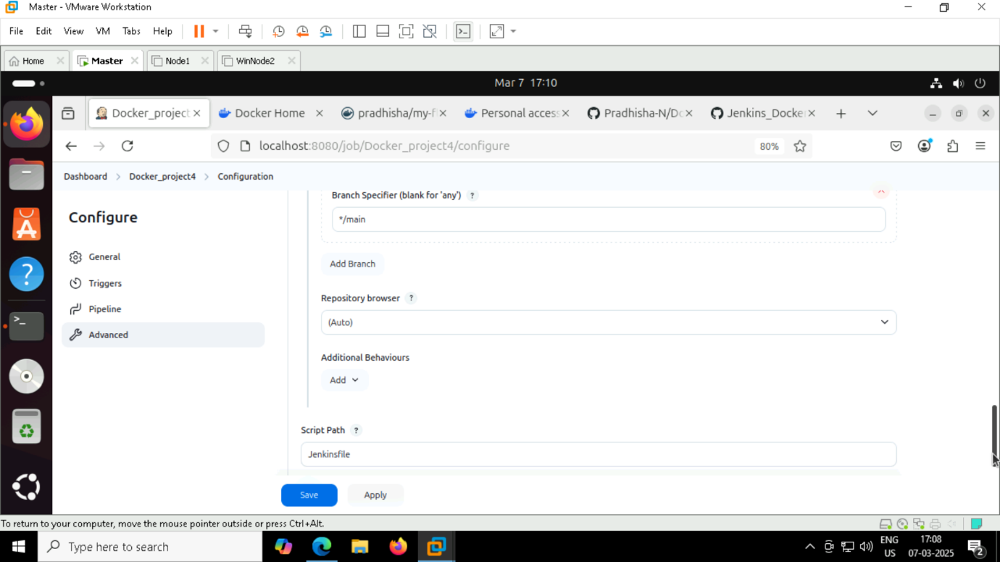 Master - VMware Workstation
File Edit View VM Tabs Help
Home Master Node1 WinNode2
Mar 7 17:10
Docker_project Docker Home pradhisha/my-f Personal access Pradhisha-N/Do Jenkins_Docke
localhost:8080/job/Docker_project4/configure 80%
Dashboard Docker_project4 Configuration
Configure
General
Triggers
Pipeline
Advanced
Branch Specifier (blank for 'any') ?
*/main
Add Branch
Repository browser ?
(Auto)
Additional Behaviours
Add
Script Path ?
Jenkinsfile
Save Apply
To return to your computer, move the mouse pointer outside or press Ctrl+Alt.
Type here to search
ENG
US
17:08
07-03-2025
2